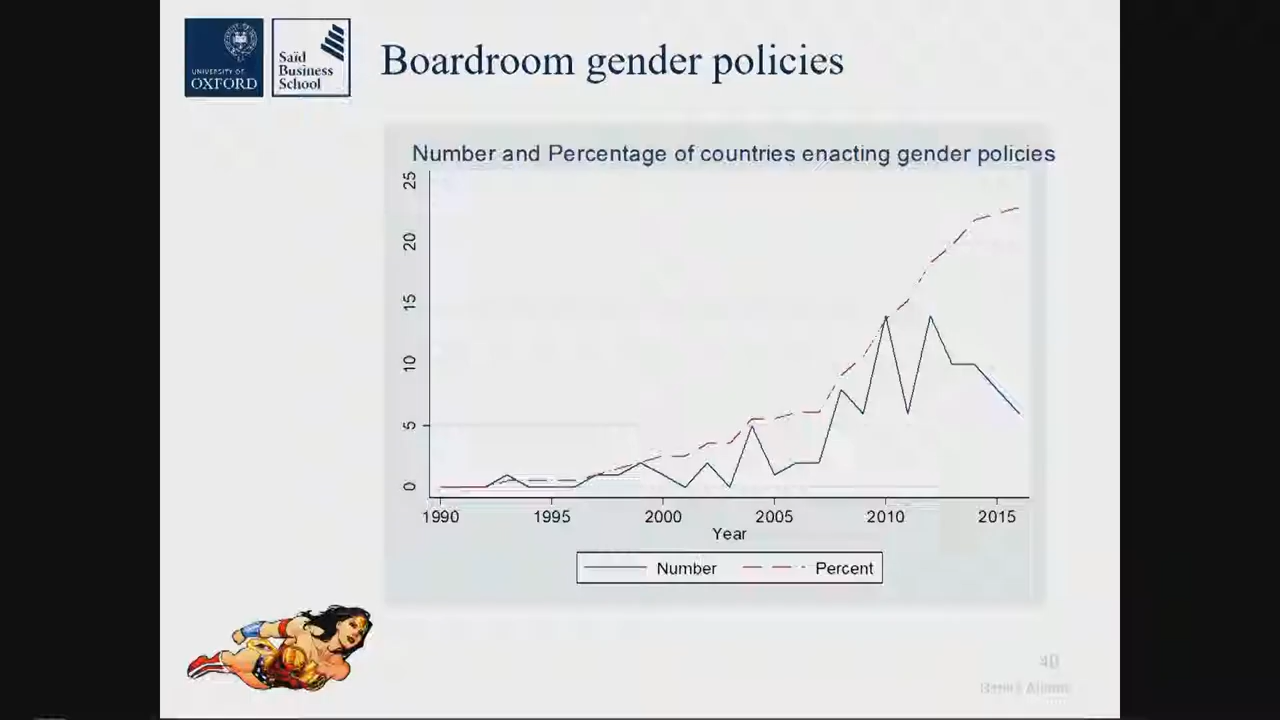 UNIVERSITY OF
OXFORD
Saïd
Business
School
Boardroom gender policies
Number and Percentage of countries enacting gender policies
25
20
15
10
5
0
1990 1995 2000 2005 2010 2015
Year
Number Percent
40